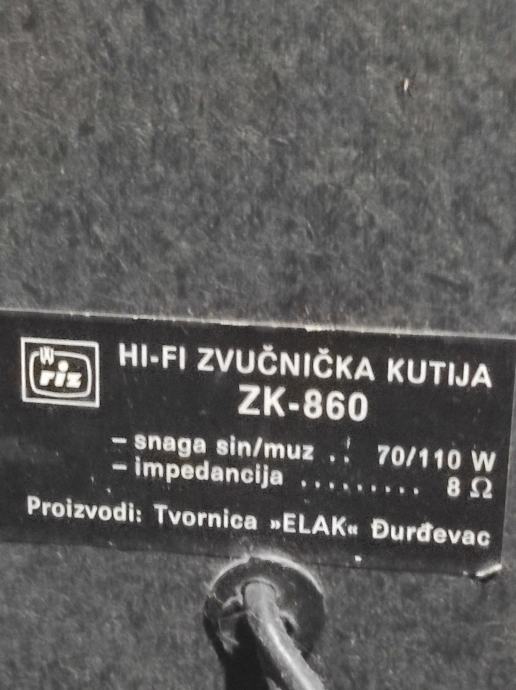 riz
HI-FI ZVUČNIČKA KUTIJA
ZK-860
– snaga sin/muz .. 70/110 W
– impedancija ......... 8 Ω
Proizvodi: Tvornica »ELAK« Đurđevac